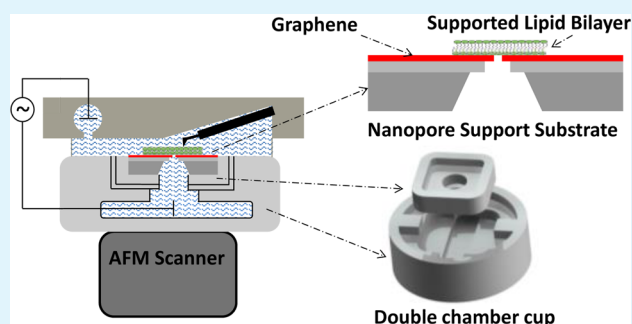 Graphene
Supported Lipid Bilayer
Nanopore Support Substrate
~
AFM Scanner
Double chamber cup